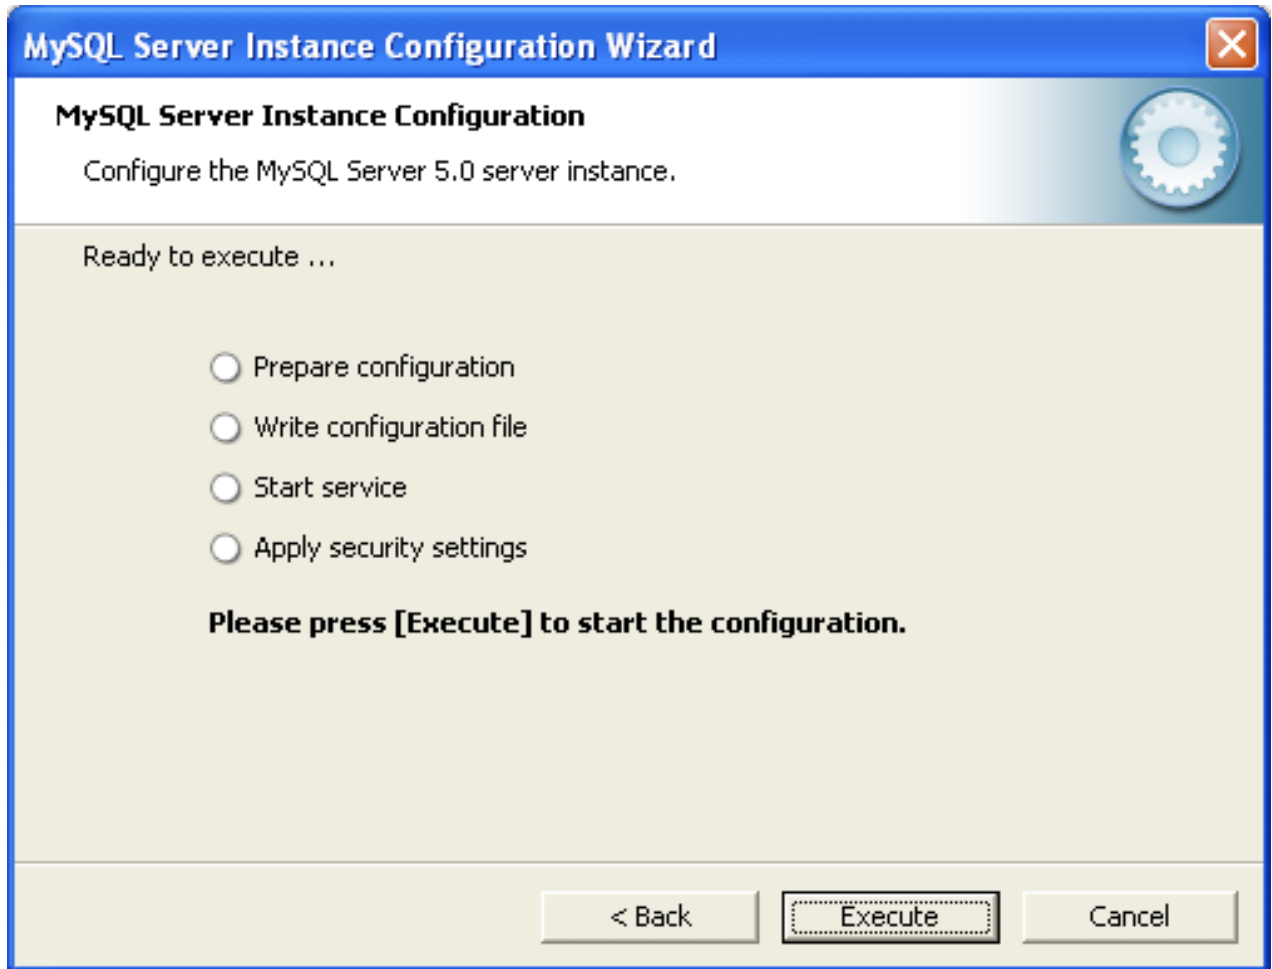 MySQL Server Instance Configuration Wizard
MySQL Server Instance Configuration
Configure the MySQL Server 5.0 server instance.
Ready to execute ...
Prepare configuration
Write configuration file
Start service
Apply security settings
Please press [Execute] to start the configuration.
< Back Execute Cancel